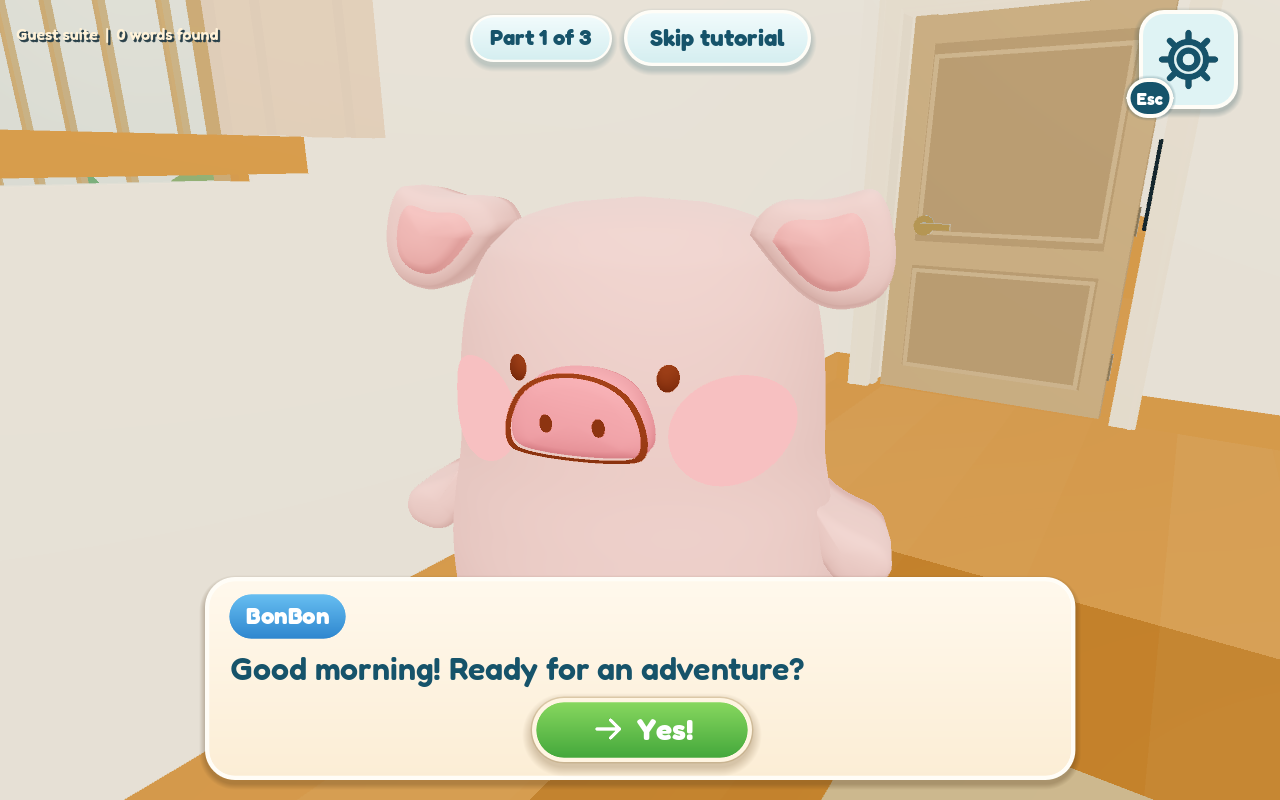 Guest suite | 0 words found
Part 1 of 3
Skip tutorial
Esc
BonBon
Good morning! Ready for an adventure?
→ Yes!